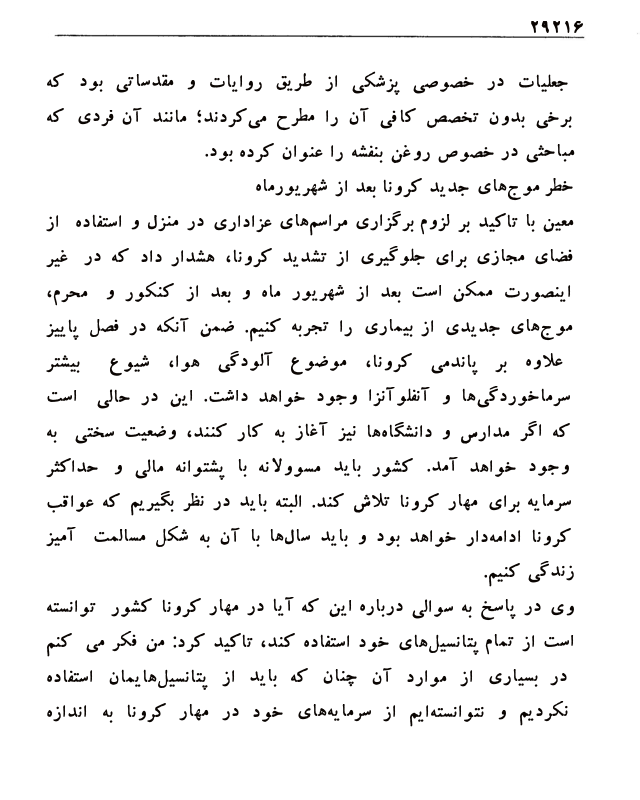 ۲۹۲۱۶
جعلیات در خصوصی پزشکی از طریق روایات و مقدساتی بود که
برخی بدون تخصص کافی آن را مطرح می‌کردند؛ مانند آن فردی که
مباحثی در خصوص روغن بنفشه را عنوان کرده بود.
خطر موج‌های جدید کرونا بعد از شهریورماه
معین با تاکید بر لزوم برگزاری مراسم‌های عزاداری در منزل و استفاده از
فضای مجازی برای جلوگیری از تشدید کرونا، هشدار داد که در غیر
اینصورت ممکن است بعد از شهریور ماه و بعد از کنکور و محرم،
موج‌های جدیدی از بیماری را تجربه کنیم. ضمن آنکه در فصل پاییز
علاوه بر پاندمی کرونا، موضوع آلودگی هوا، شیوع بیشتر
سرماخوردگی‌ها و آنفلوآنزا وجود خواهد داشت. این در حالی است
که اگر مدارس و دانشگاه‌ها نیز آغاز به کار کنند، وضعیت سختی به
وجود خواهد آمد. کشور باید مسوولانه با پشتوانه مالی و حداکثر
سرمایه برای مهار کرونا تلاش کند. البته باید در نظر بگیریم که عواقب
کرونا ادامه‌دار خواهد بود و باید سال‌ها با آن به شکل مسالمت آمیز
زندگی کنیم.
وی در پاسخ به سوالی درباره این که آیا در مهار کرونا کشور توانسته
است از تمام پتانسیل‌های خود استفاده کند، تاکید کرد: من فکر می کنم
در بسیاری از موارد آن چنان که باید از پتانسیل‌هایمان استفاده
نکردیم و نتوانسته‌ایم از سرمایه‌های خود در مهار کرونا به اندازه